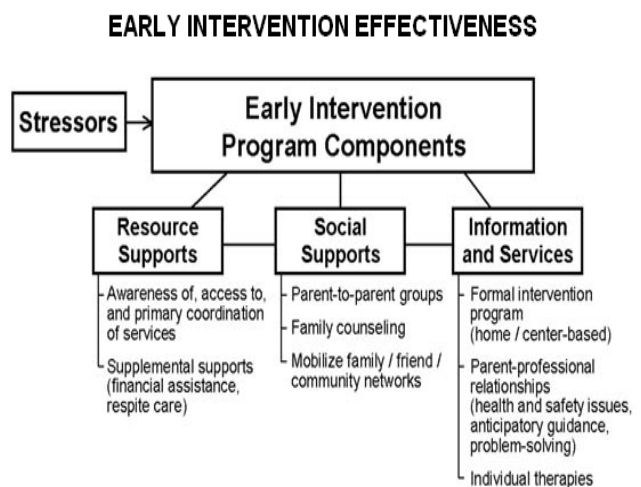 EARLY INTERVENTION EFFECTIVENESS
Stressors
Early Intervention
Program Components
Resource
Supports
Awareness of, access to,
and primary coordination
of services
Supplemental supports
(financial assistance,
respite care)
Social
Supports
Parent-to-parent groups
Family counseling
Mobilize family / friend /
community networks
Information
and Services
Formal intervention
program
(home / center-based)
Parent-professional
relationships
(health and safety issues,
anticipatory guidance,
problem-solving)
Individual therapies